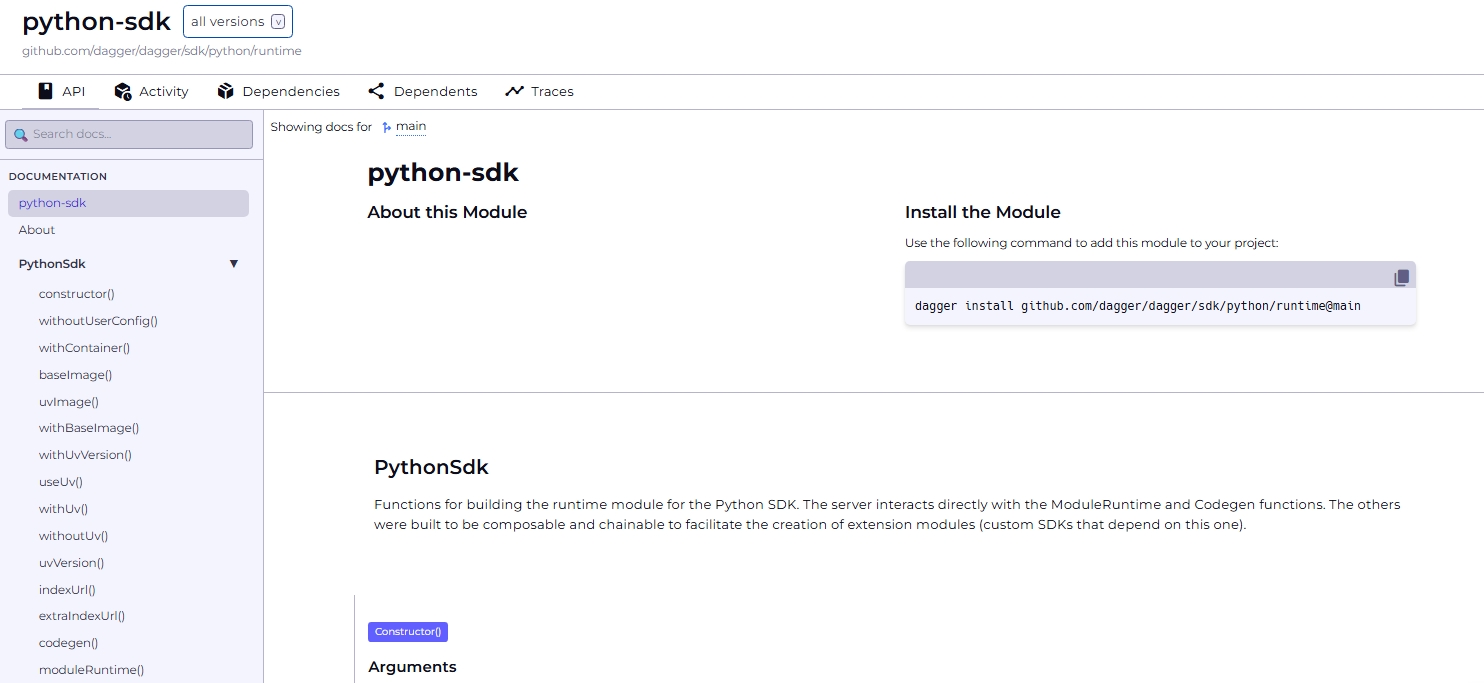 python-sdk all versions v
github.com/dagger/dagger/sdk/python/runtime
API Activity Dependencies Dependents Traces
Search docs...
DOCUMENTATION
python-sdk
About
PythonSdk ▼
constructor()
withoutUserConfig()
withContainer()
baseImage()
uvImage()
withBaseImage()
withUvVersion()
useUv()
withUv()
withoutUv()
uvVersion()
indexUrl()
extraIndexUrl()
codegen()
moduleRuntime()
Showing docs for main
python-sdk
About this Module
Install the Module
Use the following command to add this module to your project:
dagger install github.com/dagger/dagger/sdk/python/runtime@main
PythonSdk
Functions for building the runtime module for the Python SDK. The server interacts directly with the ModuleRuntime and Codegen functions. The others
were built to be composable and chainable to facilitate the creation of extension modules (custom SDKs that depend on this one).
Constructor()
Arguments